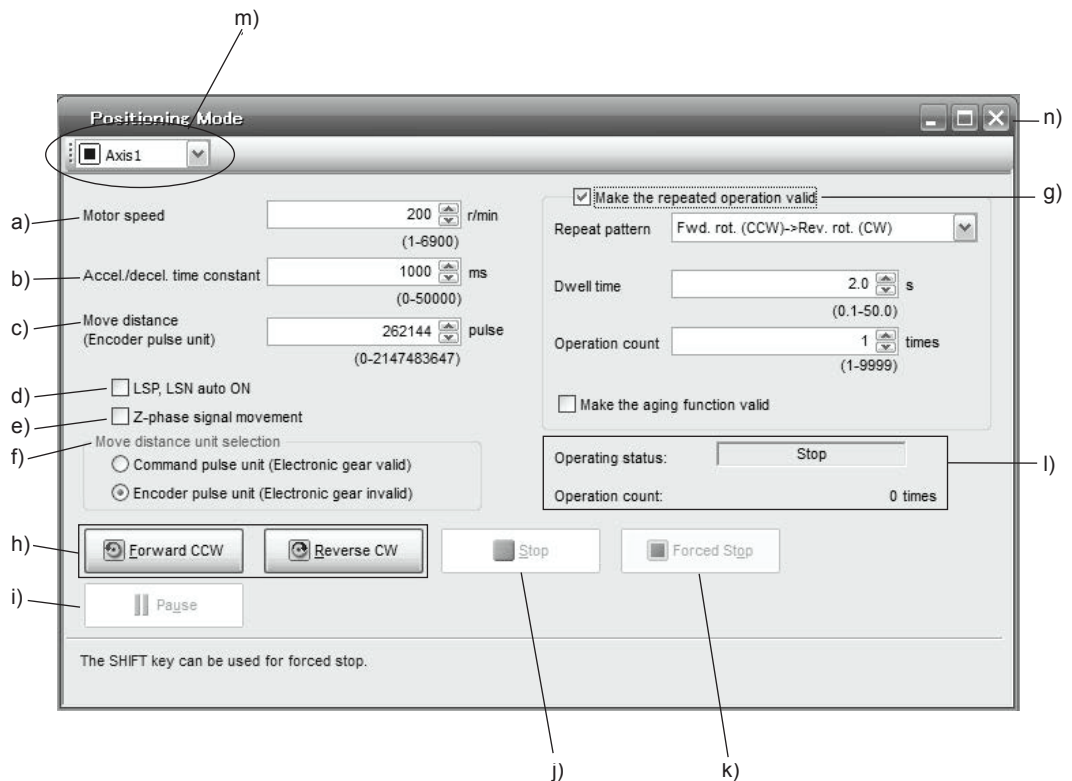 m)
Positioning Mode
n)
Axis1
a)
Motor speed
200
r/min
(1-6900)
b)
Accel./decel. time constant
1000
ms
(0-50000)
c)
Move distance
(Encoder pulse unit)
262144
pulse
(0-2147483647)
d)
LSP, LSN auto ON
e)
Z-phase signal movement
f)
Move distance unit selection
Command pulse unit (Electronic gear valid)
Encoder pulse unit (Electronic gear invalid)
Make the repeated operation valid
g)
Repeat pattern
Fwd. rot. (CCW)->Rev. rot. (CW)
Dwell time
2.0
s
(0.1-50.0)
Operation count
1
times
(1-9999)
Make the aging function valid
Operating status:
Stop
l)
Operation count:
0 times
h)
Forward CCW
Reverse CW
Stop
Forced Stop
i)
Pause
The SHIFT key can be used for forced stop.
j)
k)